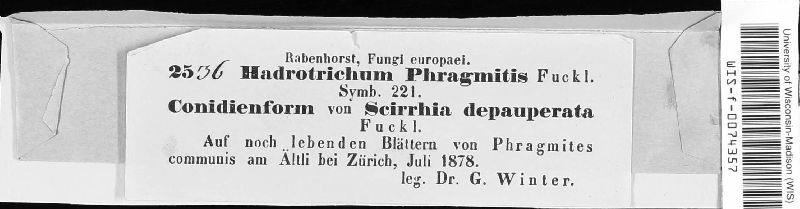 Rabenhorst, Fungi europaei.
2536 Hadrotrichum Phragmitis Fuckl.
Symb. 221.
Conidienform von Scirrhia depauperata
Fuckl.
Auf noch lebenden Blättern von Phragmites
communis am Ältli bei Zürich, Juli 1878.
leg. Dr. G. Winter.
University of Wisconsin-Madison (WIS)
WIS-f-0074357